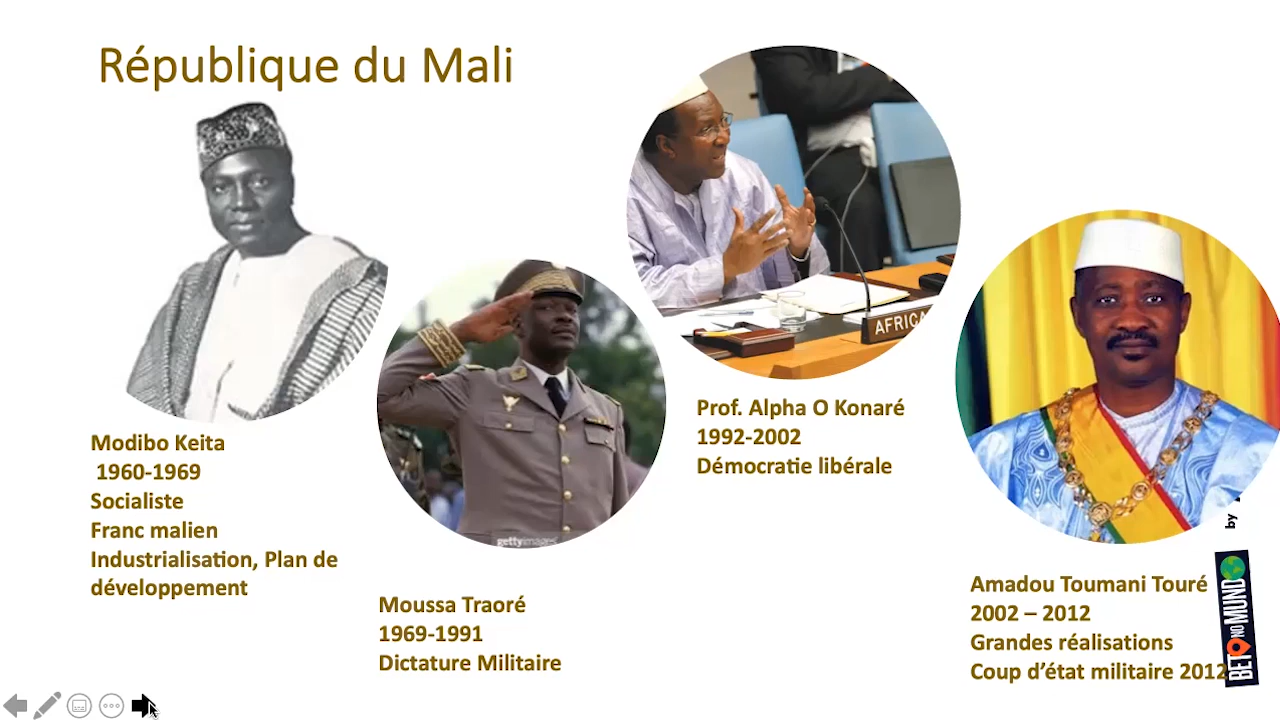 République du Mali
Modibo Keita
1960-1969
Socialiste
Franc malien
Industrialisation, Plan de
développement
gettyimages
Moussa Traoré
1969-1991
Dictature Militaire
AFRICA
Prof. Alpha O Konaré
1992-2002
Démocratie libérale
Amadou Toumani Touré
2002 – 2012
Grandes réalisations
Coup d’état militaire 2012
by
BETO NO MUNDO